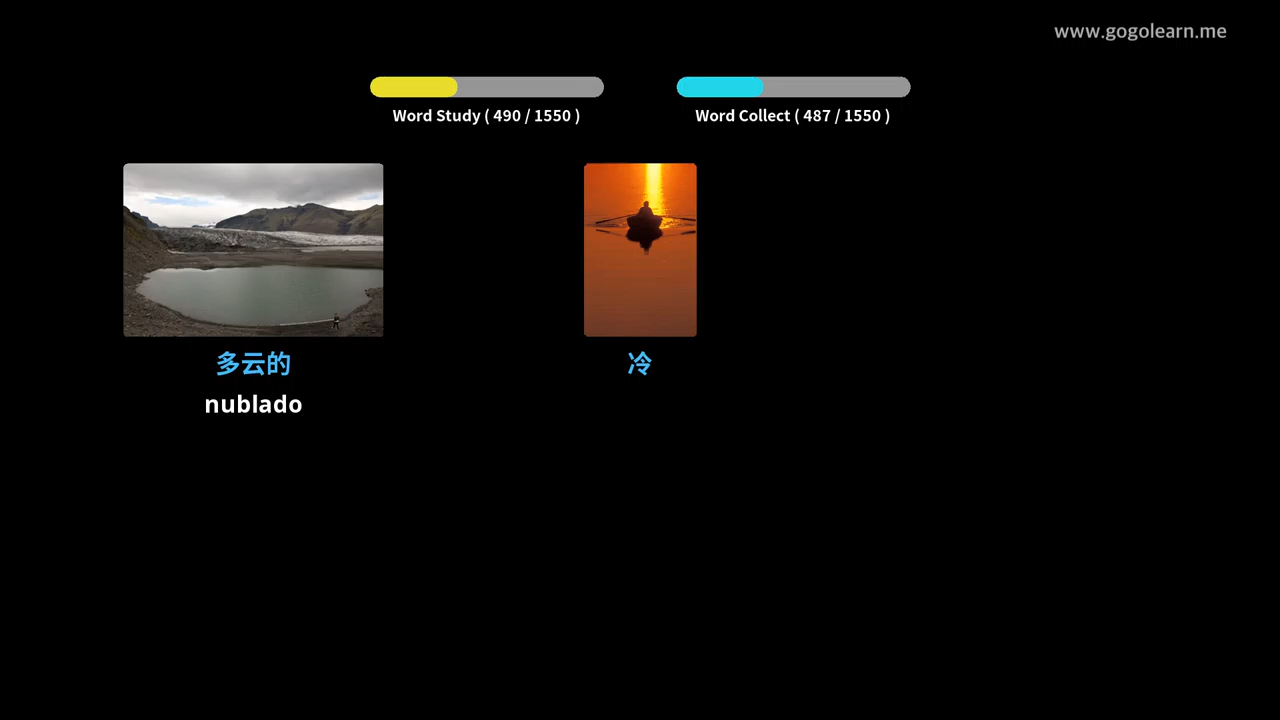 www.gogolearn.me
Word Study ( 490 / 1550 )
Word Collect ( 487 / 1550 )
多云的
冷
nublado